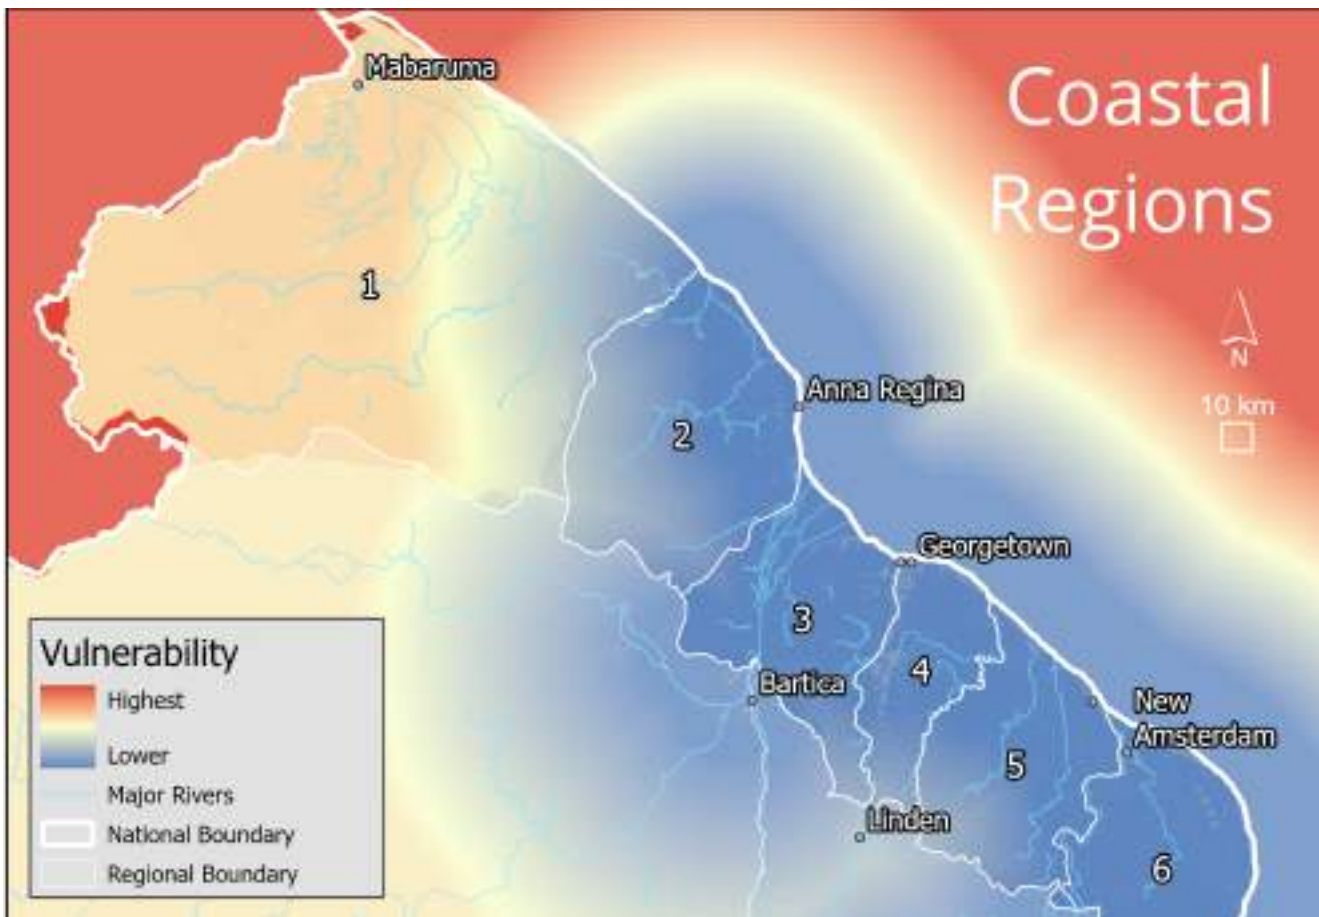 Mabaruma
Coastal
Regions
1
N
10 km
Anna Regina
2
Georgetown
3
4
Bartica
New
Amsterdam
5
Linden
6
Vulnerability
Highest
Lower
Major Rivers
National Boundary
Regional Boundary